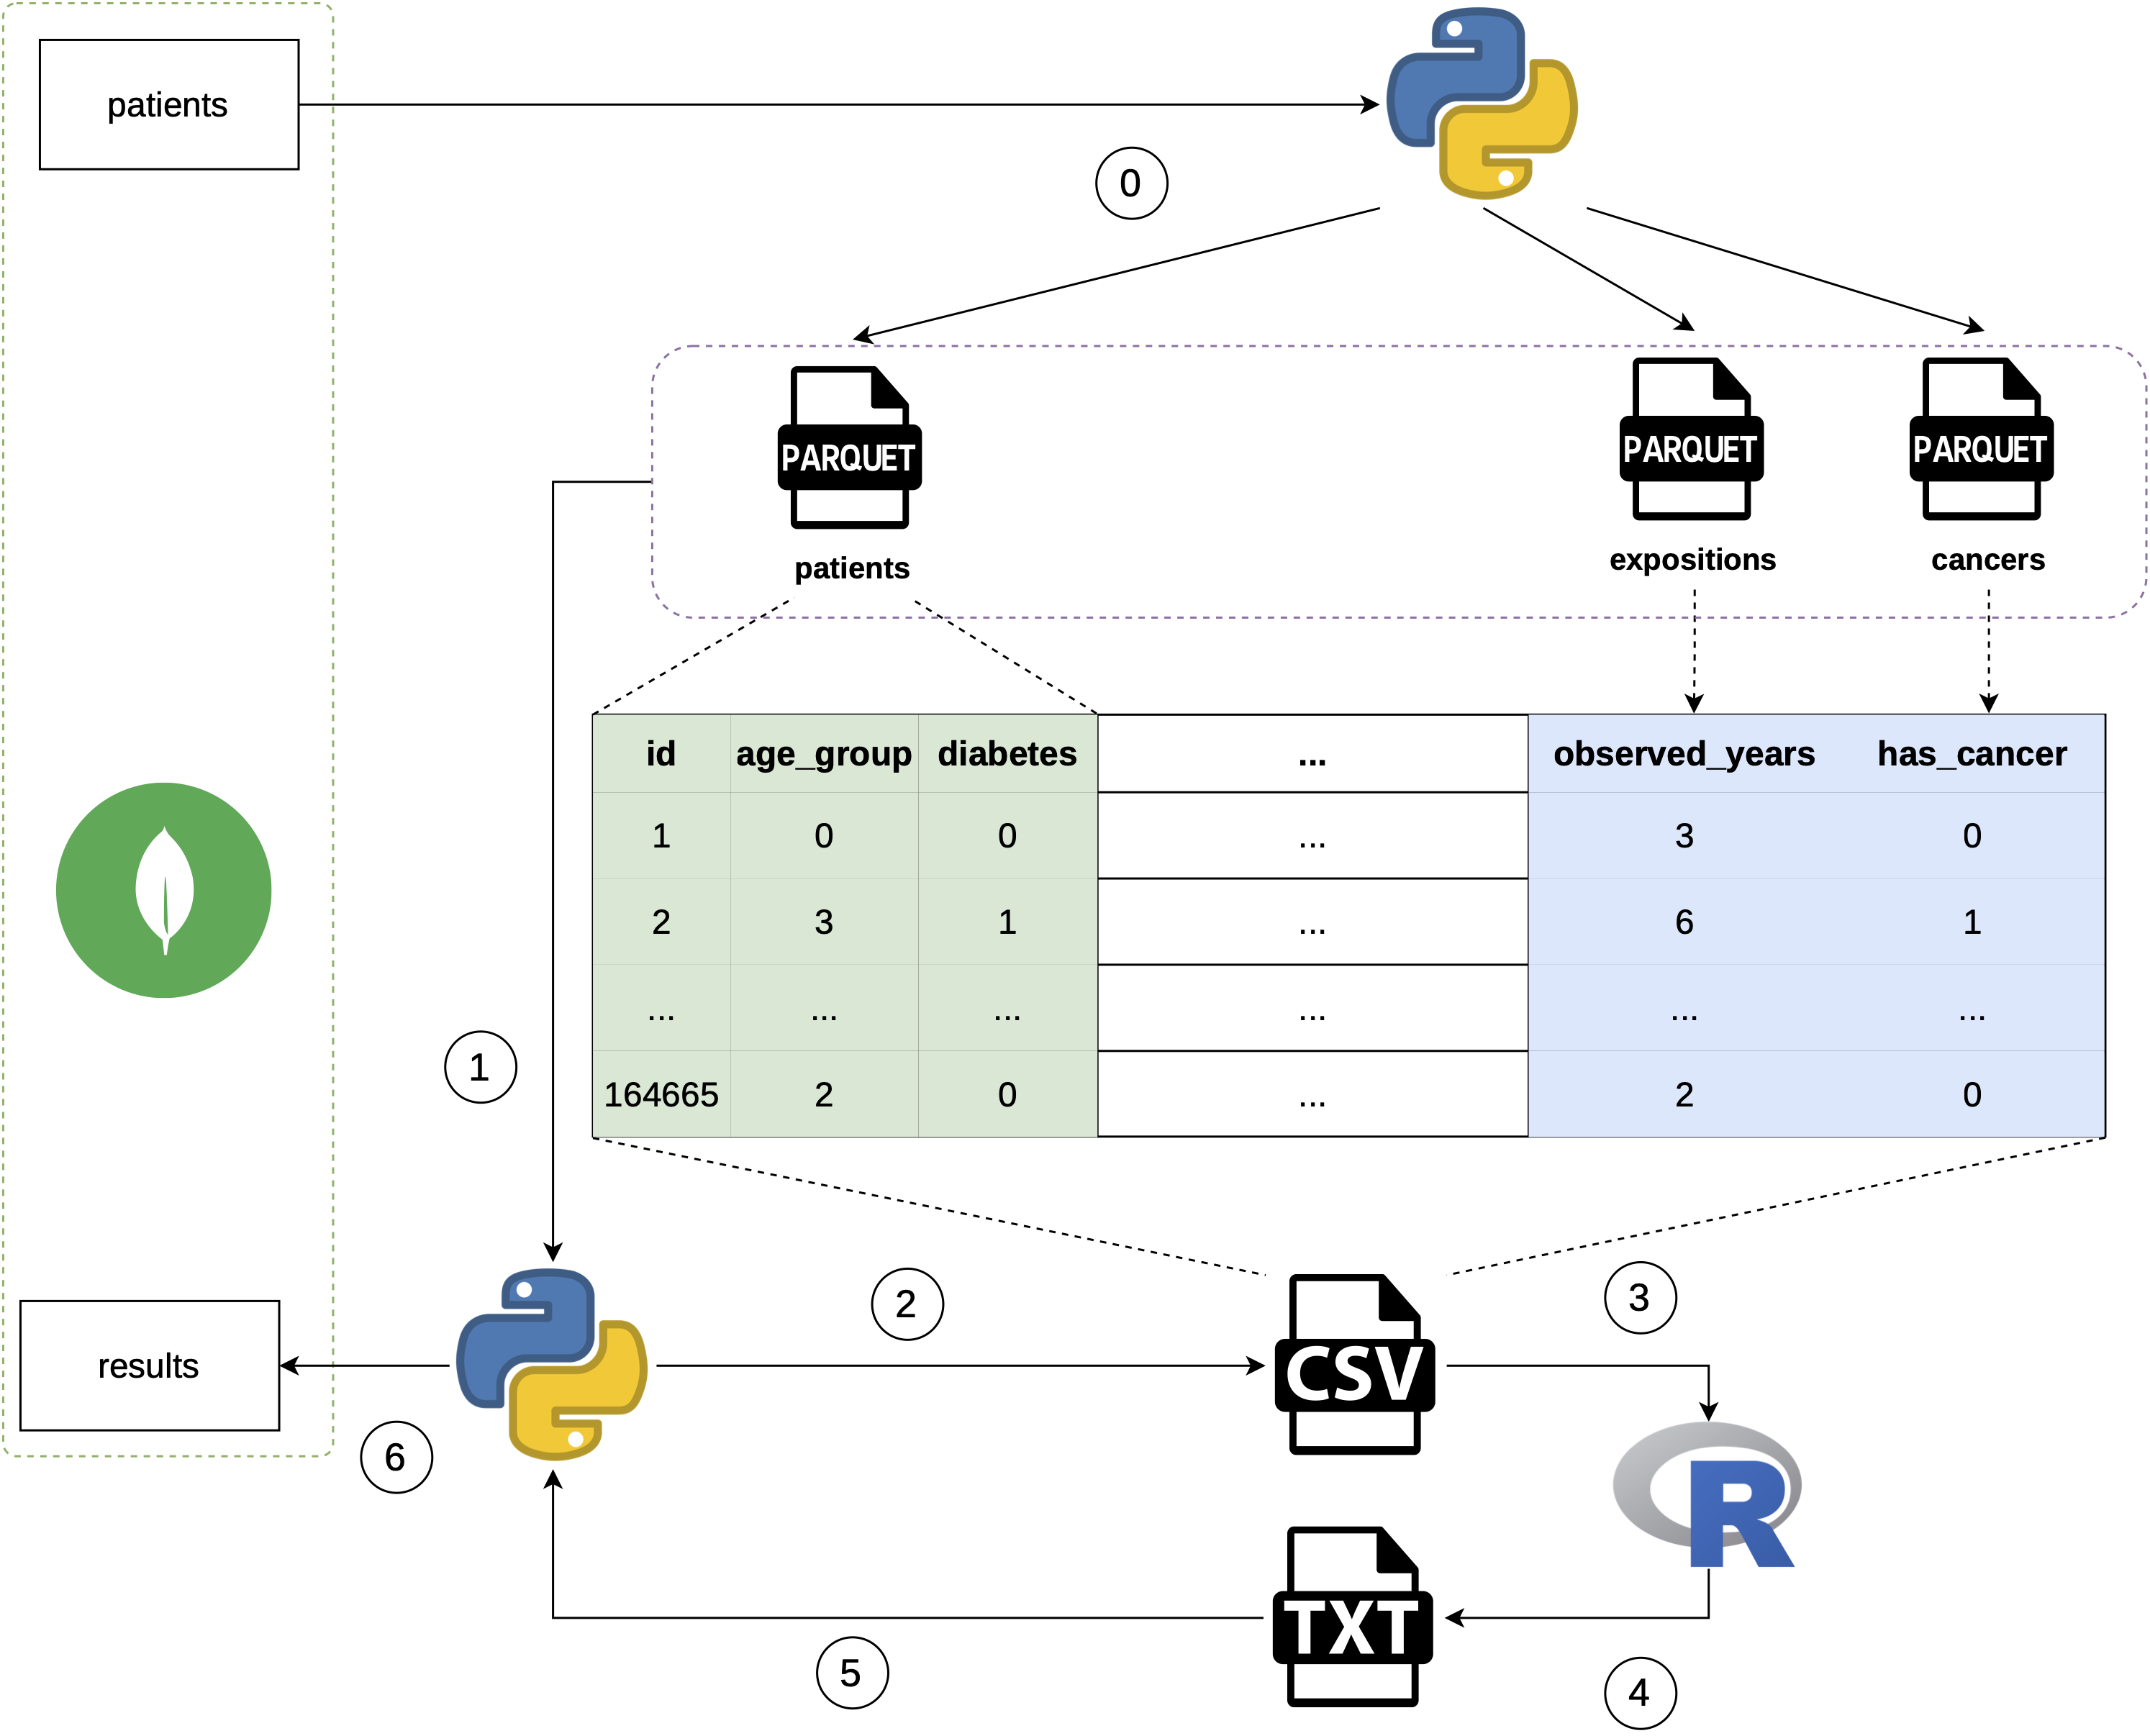 patients
0
PARQUET
PARQUET
PARQUET
patients
expositions
cancers
id age_group diabetes ... observed_years has_cancer
1 0 0 ... 3 0
2 3 1 ... 6 1
... ... ... ... ... ...
164665 2 0 ... 2 0
1
2
3
CSV
results
6
R
TXT
5
4